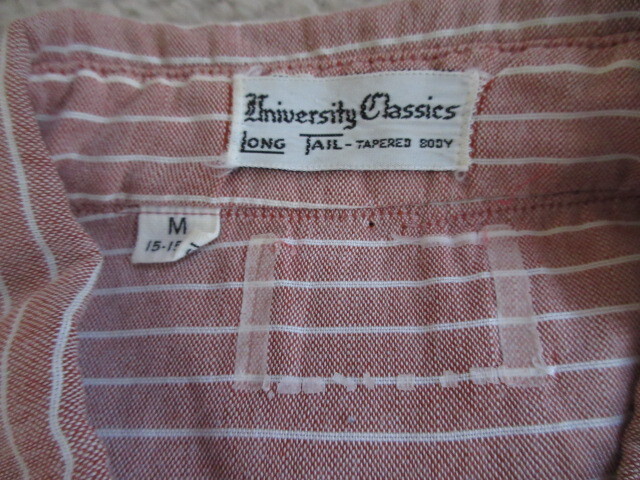 University Classics
LONG TAIL - TAPERED BODY
M